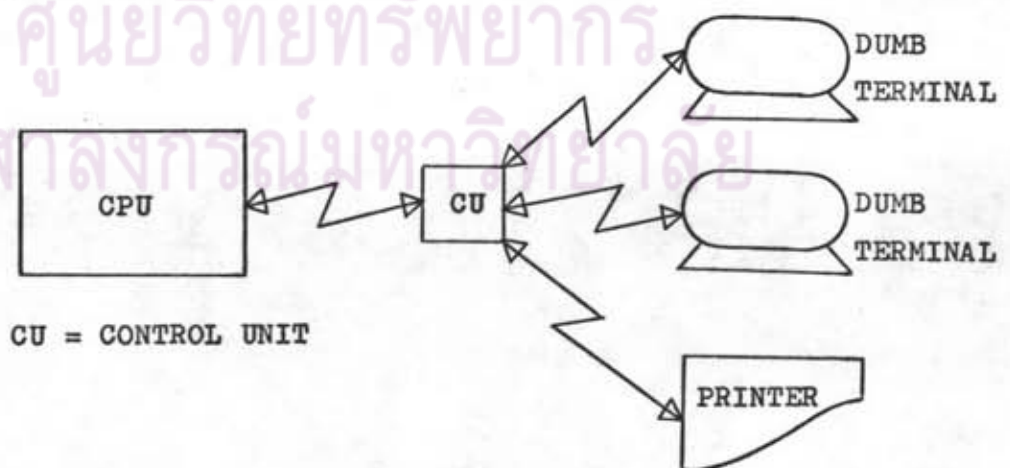 ศูนย์วิทยทรัพยากร
DUMB
TERMINAL
าลงกรณ์มหาวิทยาลัย
CPU
CU
DUMB
TERMINAL
CU = CONTROL UNIT
PRINTER